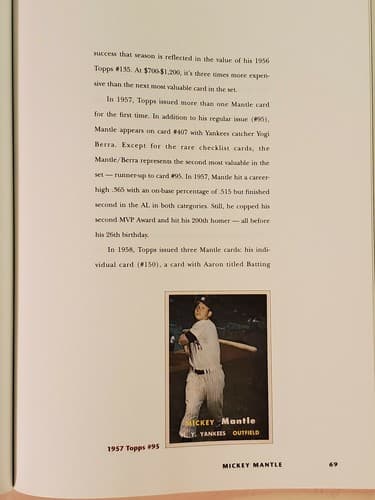 success that season is reflected in the value of his 1956
Topps #135. At $700-$1,200, it's three times more expen-
sive than the next most valuable card in the set.
In 1957, Topps issued more than one Mantle card
for the first time. In addition to his regular issue (#95),
Mantle appears on card #407 with Yankees catcher Yogi
Berra. Except for the rare checklist cards, the
Mantle/Berra represents the second most valuable in the
set — runner-up to card #95. In 1957, Mantle hit a career-
high .365 with an on-base percentage of .515 but finished
second in the AL in both categories. Still, he copped his
second MVP Award and hit his 200th homer — all before
his 26th birthday.
In 1958, Topps issued three Mantle cards: his indi-
vidual card (#150), a card with Aaron titled Batting
MICKEY Mantle
N. Y. YANKEES OUTFIELD
1957 Topps #95
MICKEY MANTLE 69